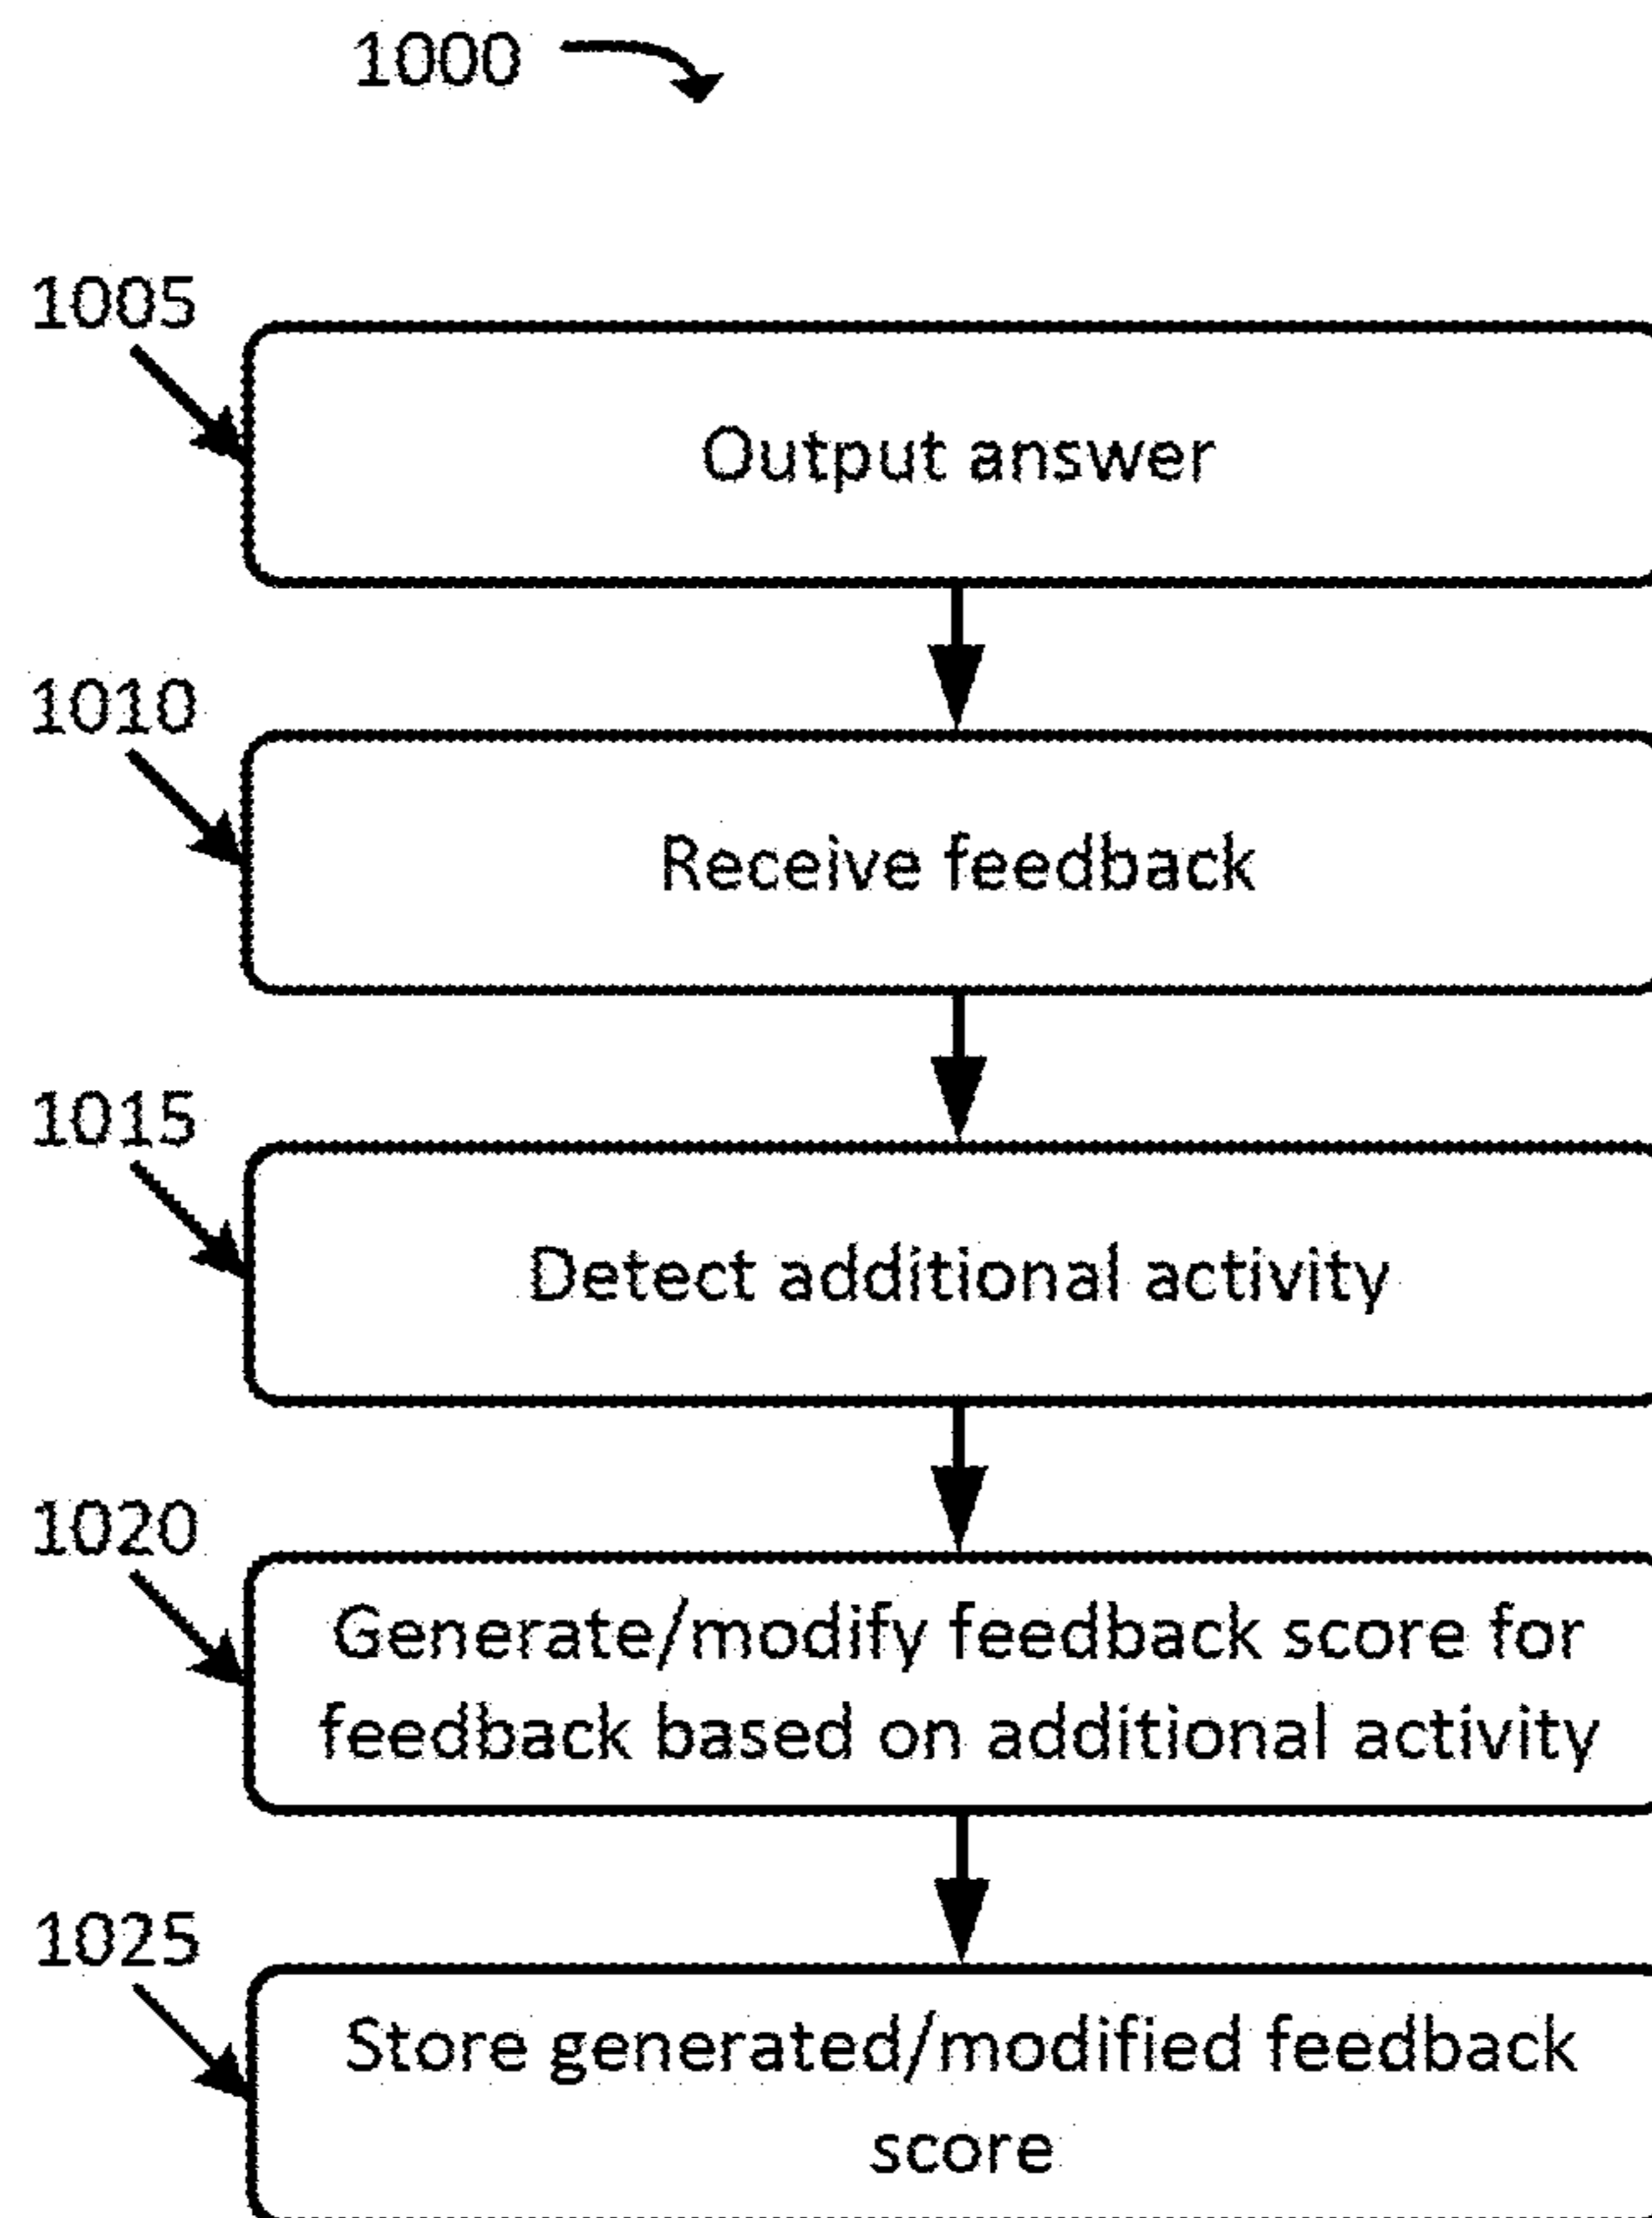 1000
1005
Output answer
1010
Receive feedback
1015
Detect additional activity
1020
Generate/modify feedback score for
feedback based on additional activity
1025
Store generated/modified feedback
score